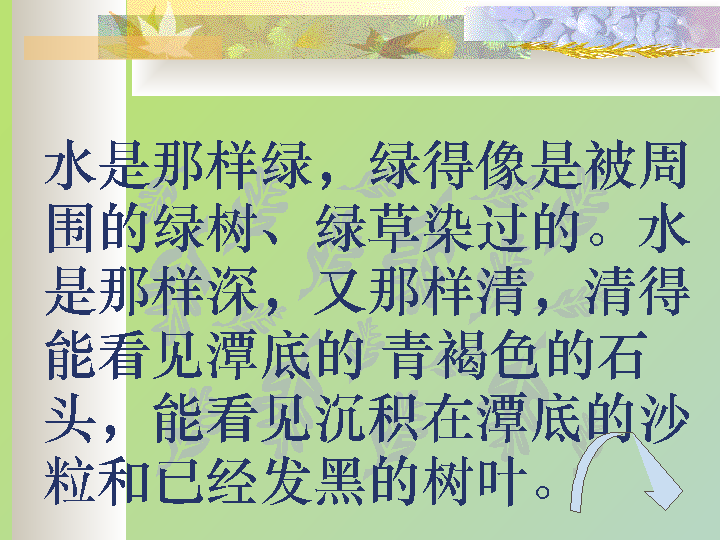 水是那样绿，绿得像是被周
围的绿树、绿草染过的。水
是那样深，又那样清，清得
能看见潭底的 青褐色的石
头，能看见沉积在潭底的沙
粒和已经发黑的树叶。